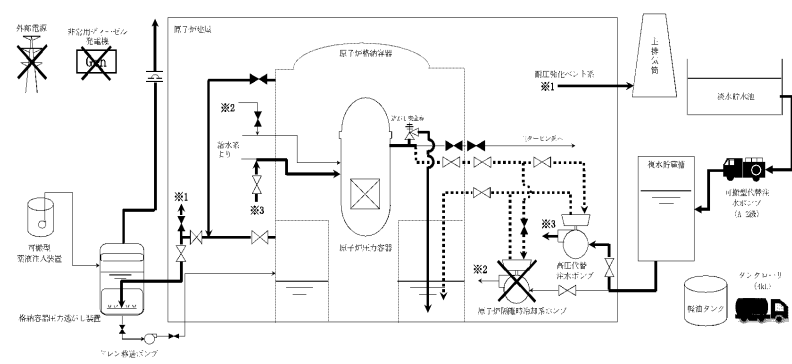 外部電源
非常用ディーゼル
発電機
Gen
原子炉建屋
原子炉格納容器
逃がし安全弁
※2
給水系
より
※3
タービン系へ
耐圧強化ベント系
※1
主
排
気
筒
淡水貯水池
復水貯蔵槽
可搬型代替注
水ポンプ
(A-2級)
※1
可搬型
薬液注入装置
原子炉圧力容器
※3
高圧代替
注水ポンプ
※2
原子炉隔離時冷却系ポンプ
格納容器圧力逃がし装置
ドレン移送ポンプ
軽油タンク
タンクローリ
(4kL)